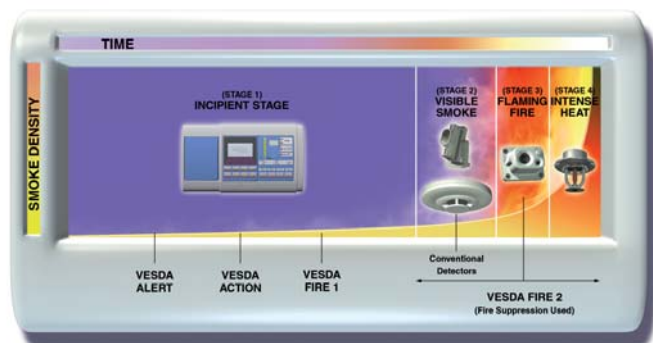 TIME
SMOKE DENSITY
(STAGE 1)
INCIPIENT STAGE
(STAGE 2)
VISIBLE
SMOKE
(STAGE 3)
FLAMING
FIRE
(STAGE 4)
INTENSE
HEAT
VESDA
ALERT
VESDA
ACTION
VESDA
FIRE 1
Conventional
Detectors
VESDA FIRE 2
(Fire Suppression Used)